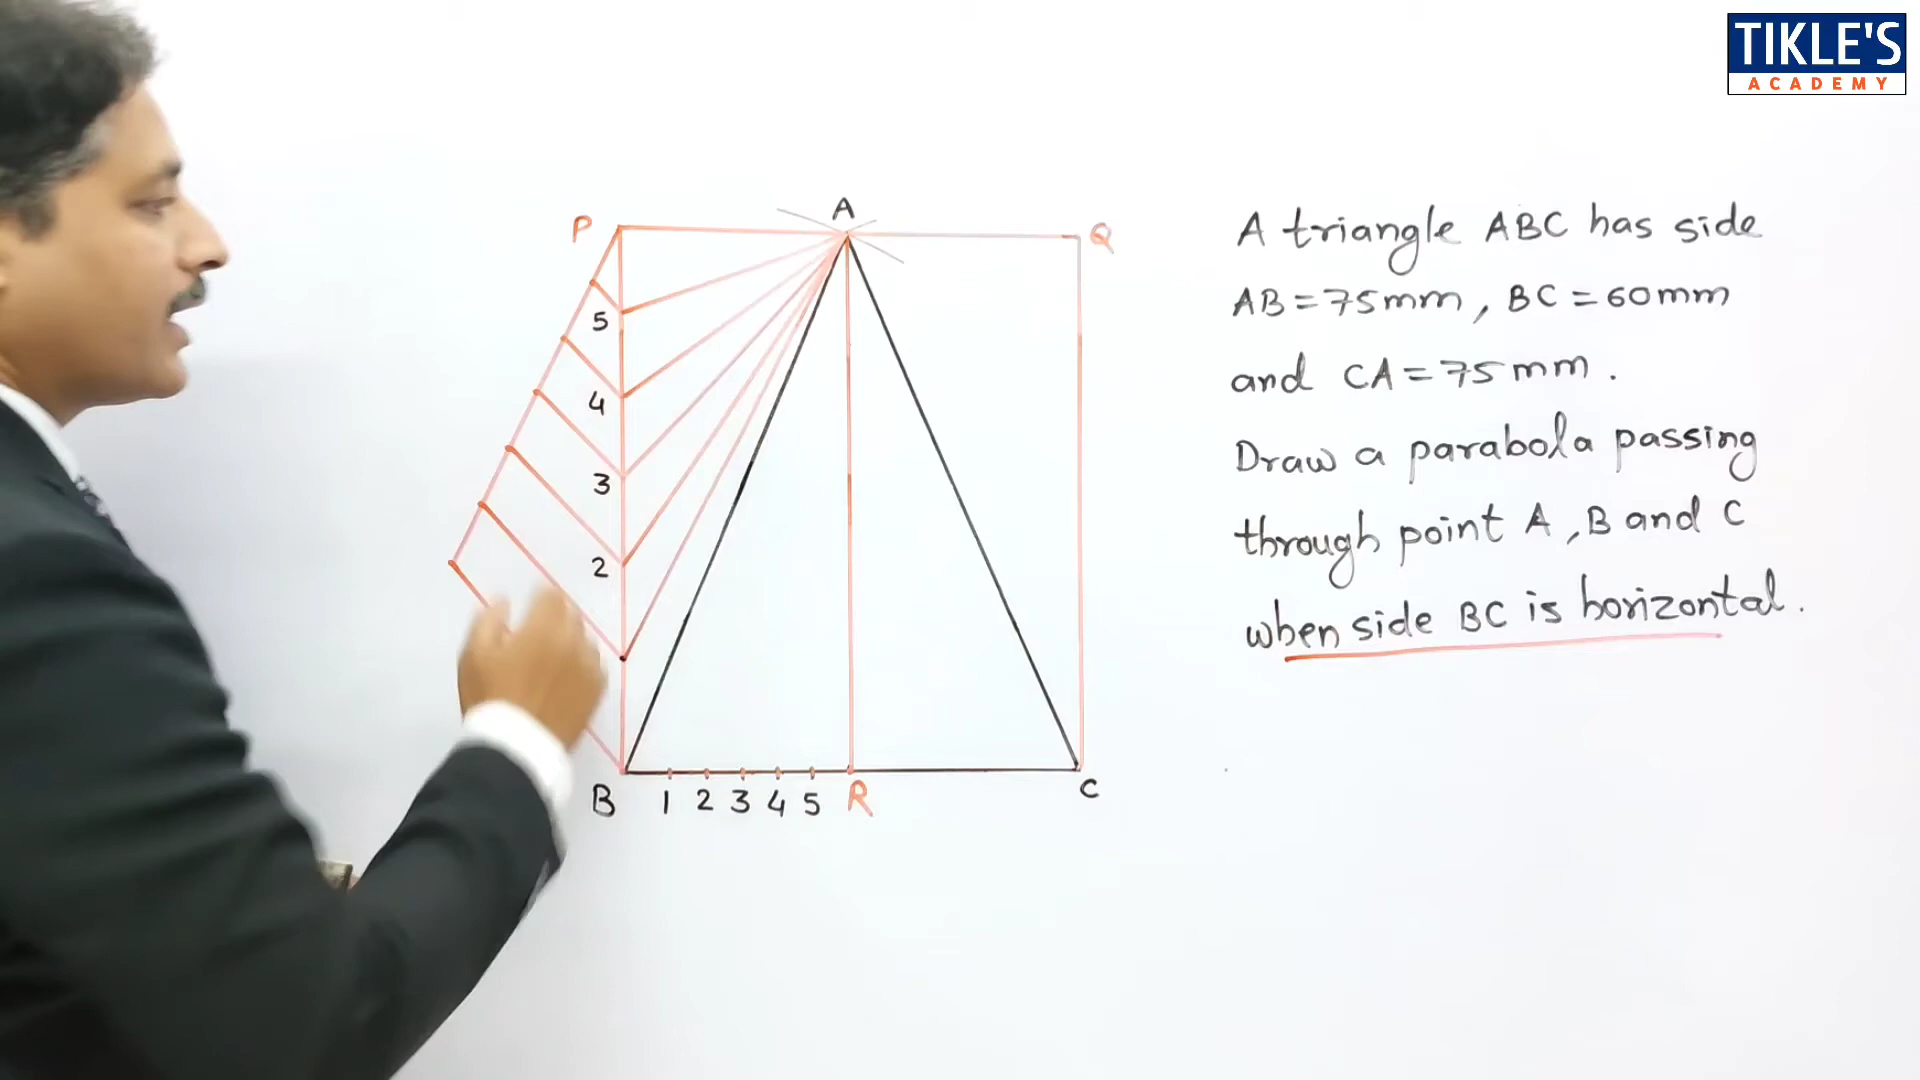 TIKLE'S
ACADEMY
A
P
Q
5
4
3
2
B 1 2 3 4 5 R C
A triangle ABC has side
AB = 75mm, BC = 60mm
and CA = 75mm.
Draw a parabola passing
through point A, B and C
when side BC is horizontal.